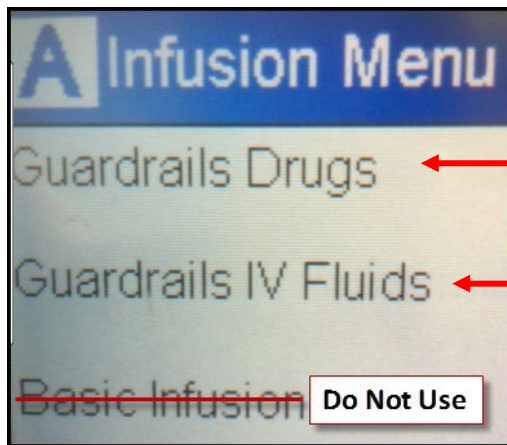 A Infusion Menu
Guardrails Drugs
Guardrails IV Fluids
Basic Infusion Do Not Use